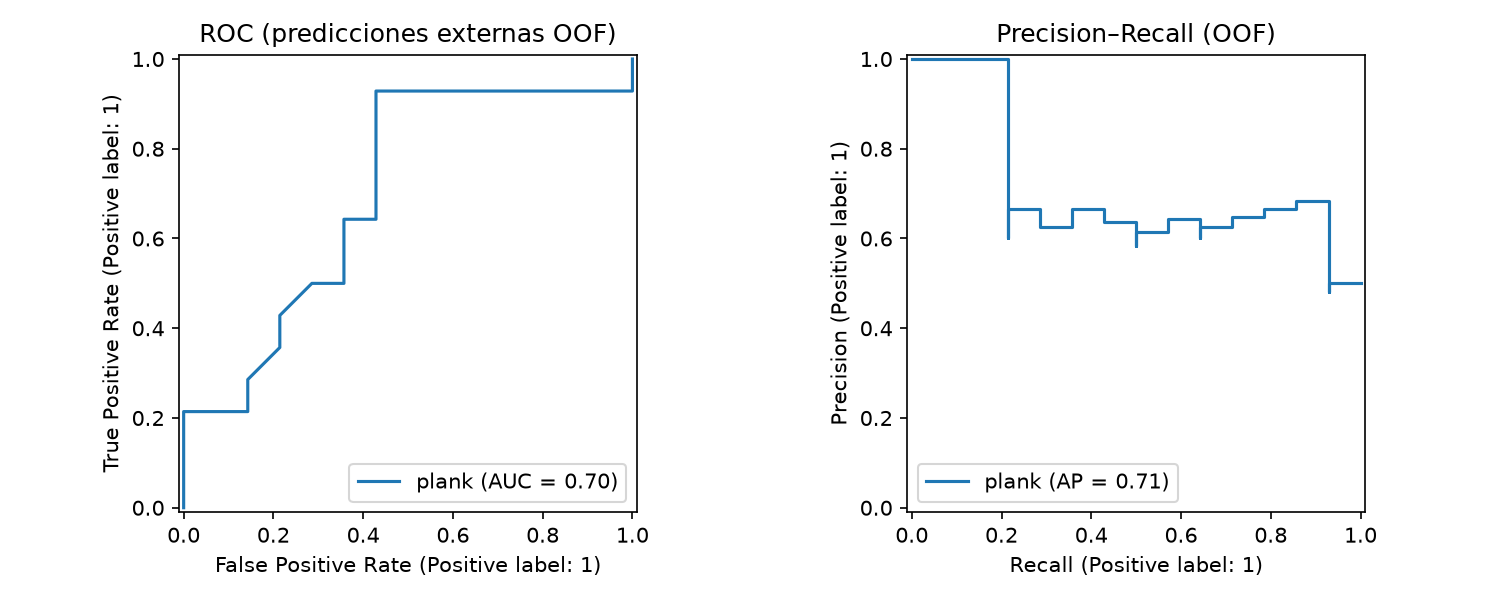 ROC (predicciones externas OOF)
True Positive Rate (Positive label: 1)
1.0
0.8
0.6
0.4
0.2
0.0
plank (AUC = 0.70)
0.0 0.2 0.4 0.6 0.8 1.0
False Positive Rate (Positive label: 1)
Precision–Recall (OOF)
Precision (Positive label: 1)
1.0
0.8
0.6
0.4
0.2
0.0
plank (AP = 0.71)
0.0 0.2 0.4 0.6 0.8 1.0
Recall (Positive label: 1)